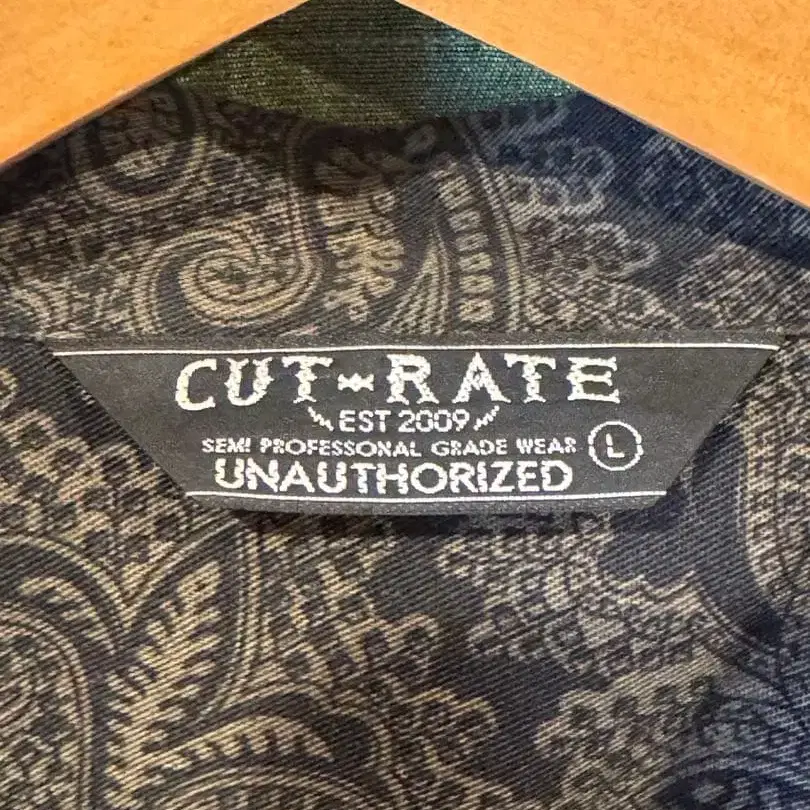 CUT-RATE
EST 2009
SEMI PROFESSONAL GRADE WEAR
L
UNAUTHORIZED